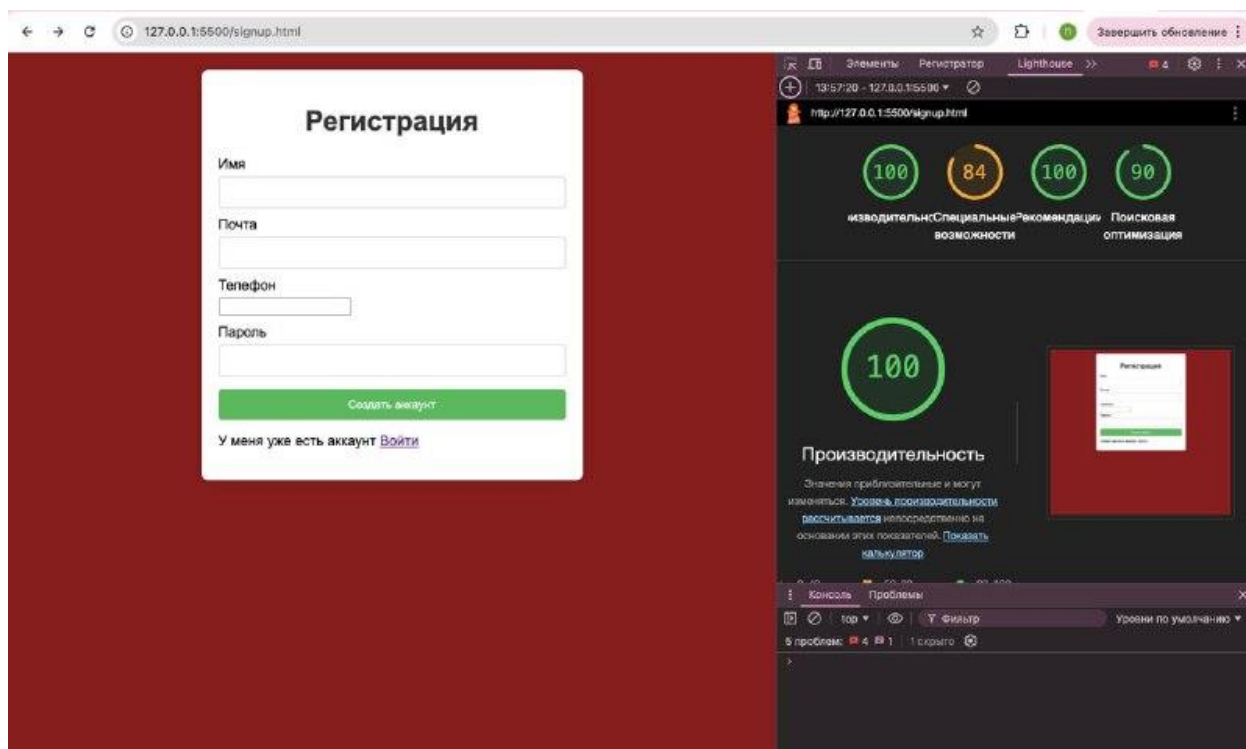 127.0.0.1:5500/signup.html
Завершить обновление
Элементы Регистратор Lighthouse >>
4
13:57:20 - 127.0.0.1:5500
http://127.0.0.1:5500/signup.html
Регистрация
Имя
Почта
Телефон
Пароль
Создать аккаунт
У меня уже есть аккаунт Войти
100 84 100 90
изводительнс Специальные возможности Рекомендации Поисковая оптимизация
100
Производительность
Значения приблизительные и могут
изменяться. Уровень производительности
рассчитывается непосредственно на
основании этих показателей. Показать
калькулятор
Регистрация
Консоль Проблемы
top Фильтр Уровни по умолчанию
5 проблем: 4 1 1 скрыто